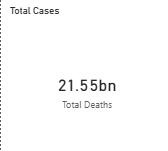 Total Cases
21.55bn
Total Deaths